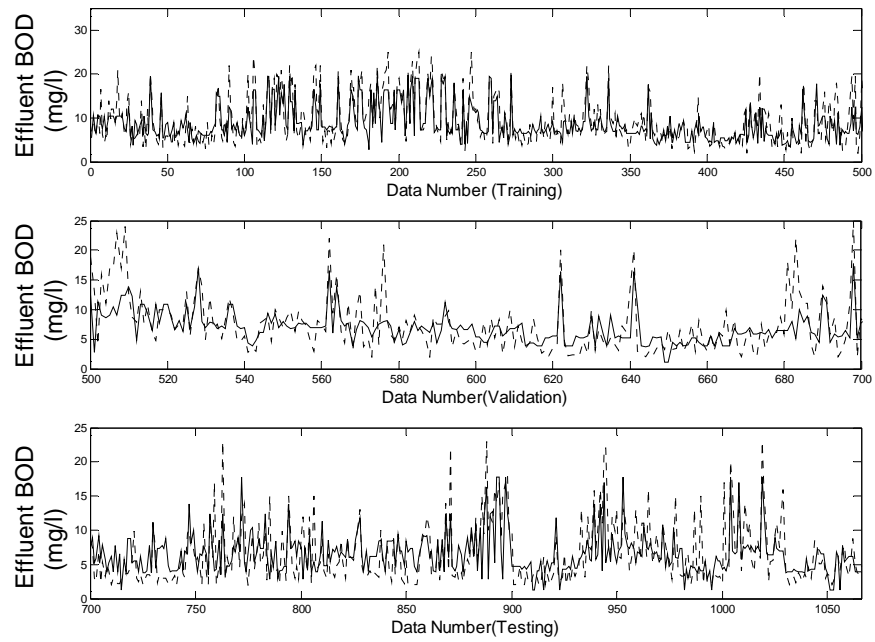 Effluent BOD
(mg/l)
35
30
20
10
0
0 50 100 150 200 250 300 350 400 450 500
Data Number (Training)
Effluent BOD
(mg/l)
25
20
15
10
5
0
500 520 540 560 580 600 620 640 660 680 700
Data Number(Validation)
Effluent BOD
(mg/l)
25
20
15
10
5
0
700 750 800 850 900 950 1000 1050
Data Number(Testing)